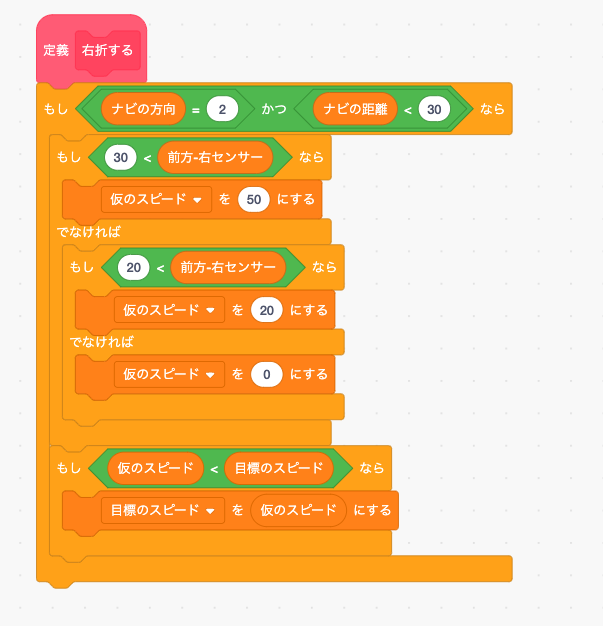 定義 右折する
もし ナビの方向 = 2 かつ ナビの距離 < 30 なら
もし 30 < 前方-右センサー なら
仮のスピード を 50 にする
でなければ
もし 20 < 前方-右センサー なら
仮のスピード を 20 にする
でなければ
仮のスピード を 0 にする
もし 仮のスピード < 目標のスピード なら
目標のスピード を 仮のスピード にする